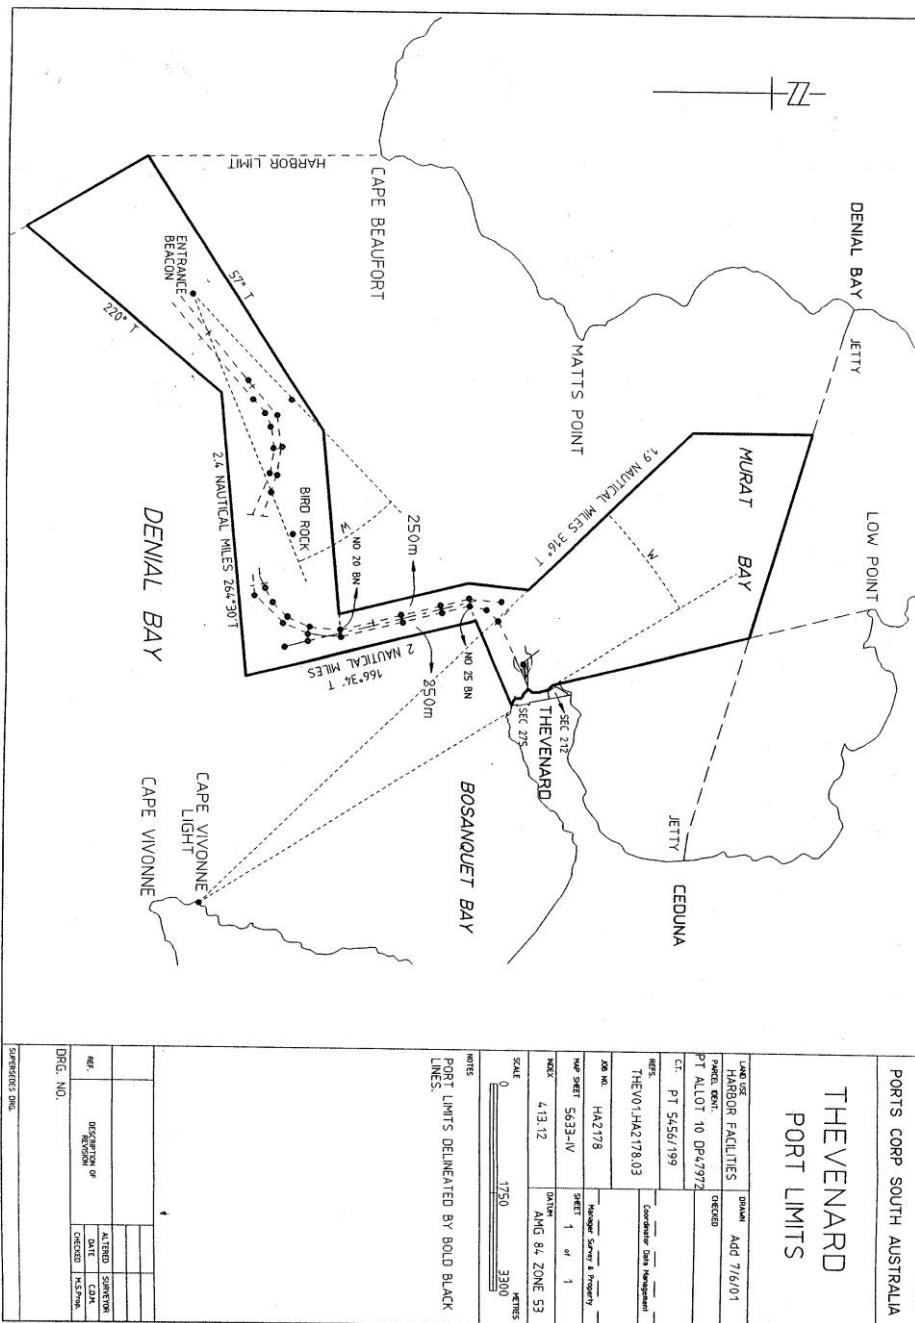 PORTS CORP SOUTH AUSTRALIA
THEVENARD
PORT LIMITS
LAND USE
HARBOR FACILITIES
PARCEL IDENT.
PT ALLOT 10 DP47972
C.T.
PT 5456/199
REFS.
THEV01.HA2178.03
JOB NO.
HA2178
MAP SHEET
5633-IV
INDEX
413.12
DRAWN
Add 7/6/01
CHECKED
Coordinator Data Management
Manager Survey & Property
SHEET 1 of 1
DATUM
AMG 84 ZONE 53
SCALE
0 1750 3300
METRES
NOTES
PORT LIMITS DELINEATED BY BOLD BLACK
LINES.
REF.
DESCRIPTION OF
REVISION
ALTERED
DATE
CHECKED
SURVEYOR
C.D.M.
M.S.Prop.
DRG. NO.
SUPERSEDES DRG.
N
DENIAL BAY
JETTY
LOW POINT
MURAT
BAY
MATTS POINT
CAPE BEAUFORT
HARBOR LIMIT
1.9 NAUTICAL MILES 316° T
W
CEDUNA
JETTY
SEC 212
THEVENARD
SEC 275
57° T
ENTRANCE
BEACON
220° T
BIRD ROCK
W
250m
NO 20 BN
NO 25 BN
250m
2 NAUTICAL MILES
166°34' T
2.4 NAUTICAL MILES 264°30'T
DENIAL BAY
BOSANQUET BAY
CAPE VIVONNE
LIGHT
CAPE VIVONNE